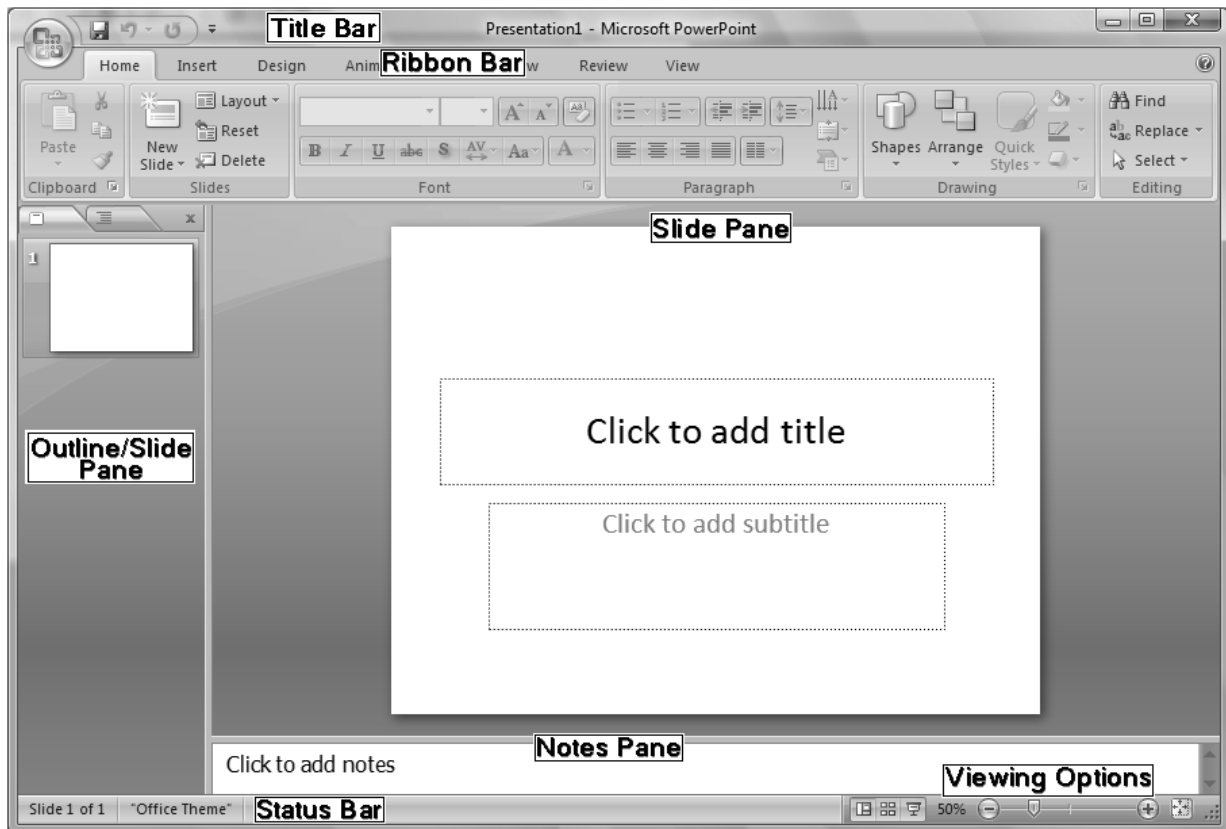 Title Bar
Presentation1 - Microsoft PowerPoint
Ribbon Bar
Home Insert Design Anim w Review View
Layout
Find
Reset
Replace
Paste
New
Slide
Delete
B I U abe S AV Aa A
Shapes Arrange Quick
Styles
Select
Clipboard Slides Font Paragraph Drawing Editing
Slide Pane
1
Click to add title
Outline/Slide
Pane
Click to add subtitle
Notes Pane
Click to add notes
Viewing Options
Slide 1 of 1 "Office Theme" Status Bar 50%